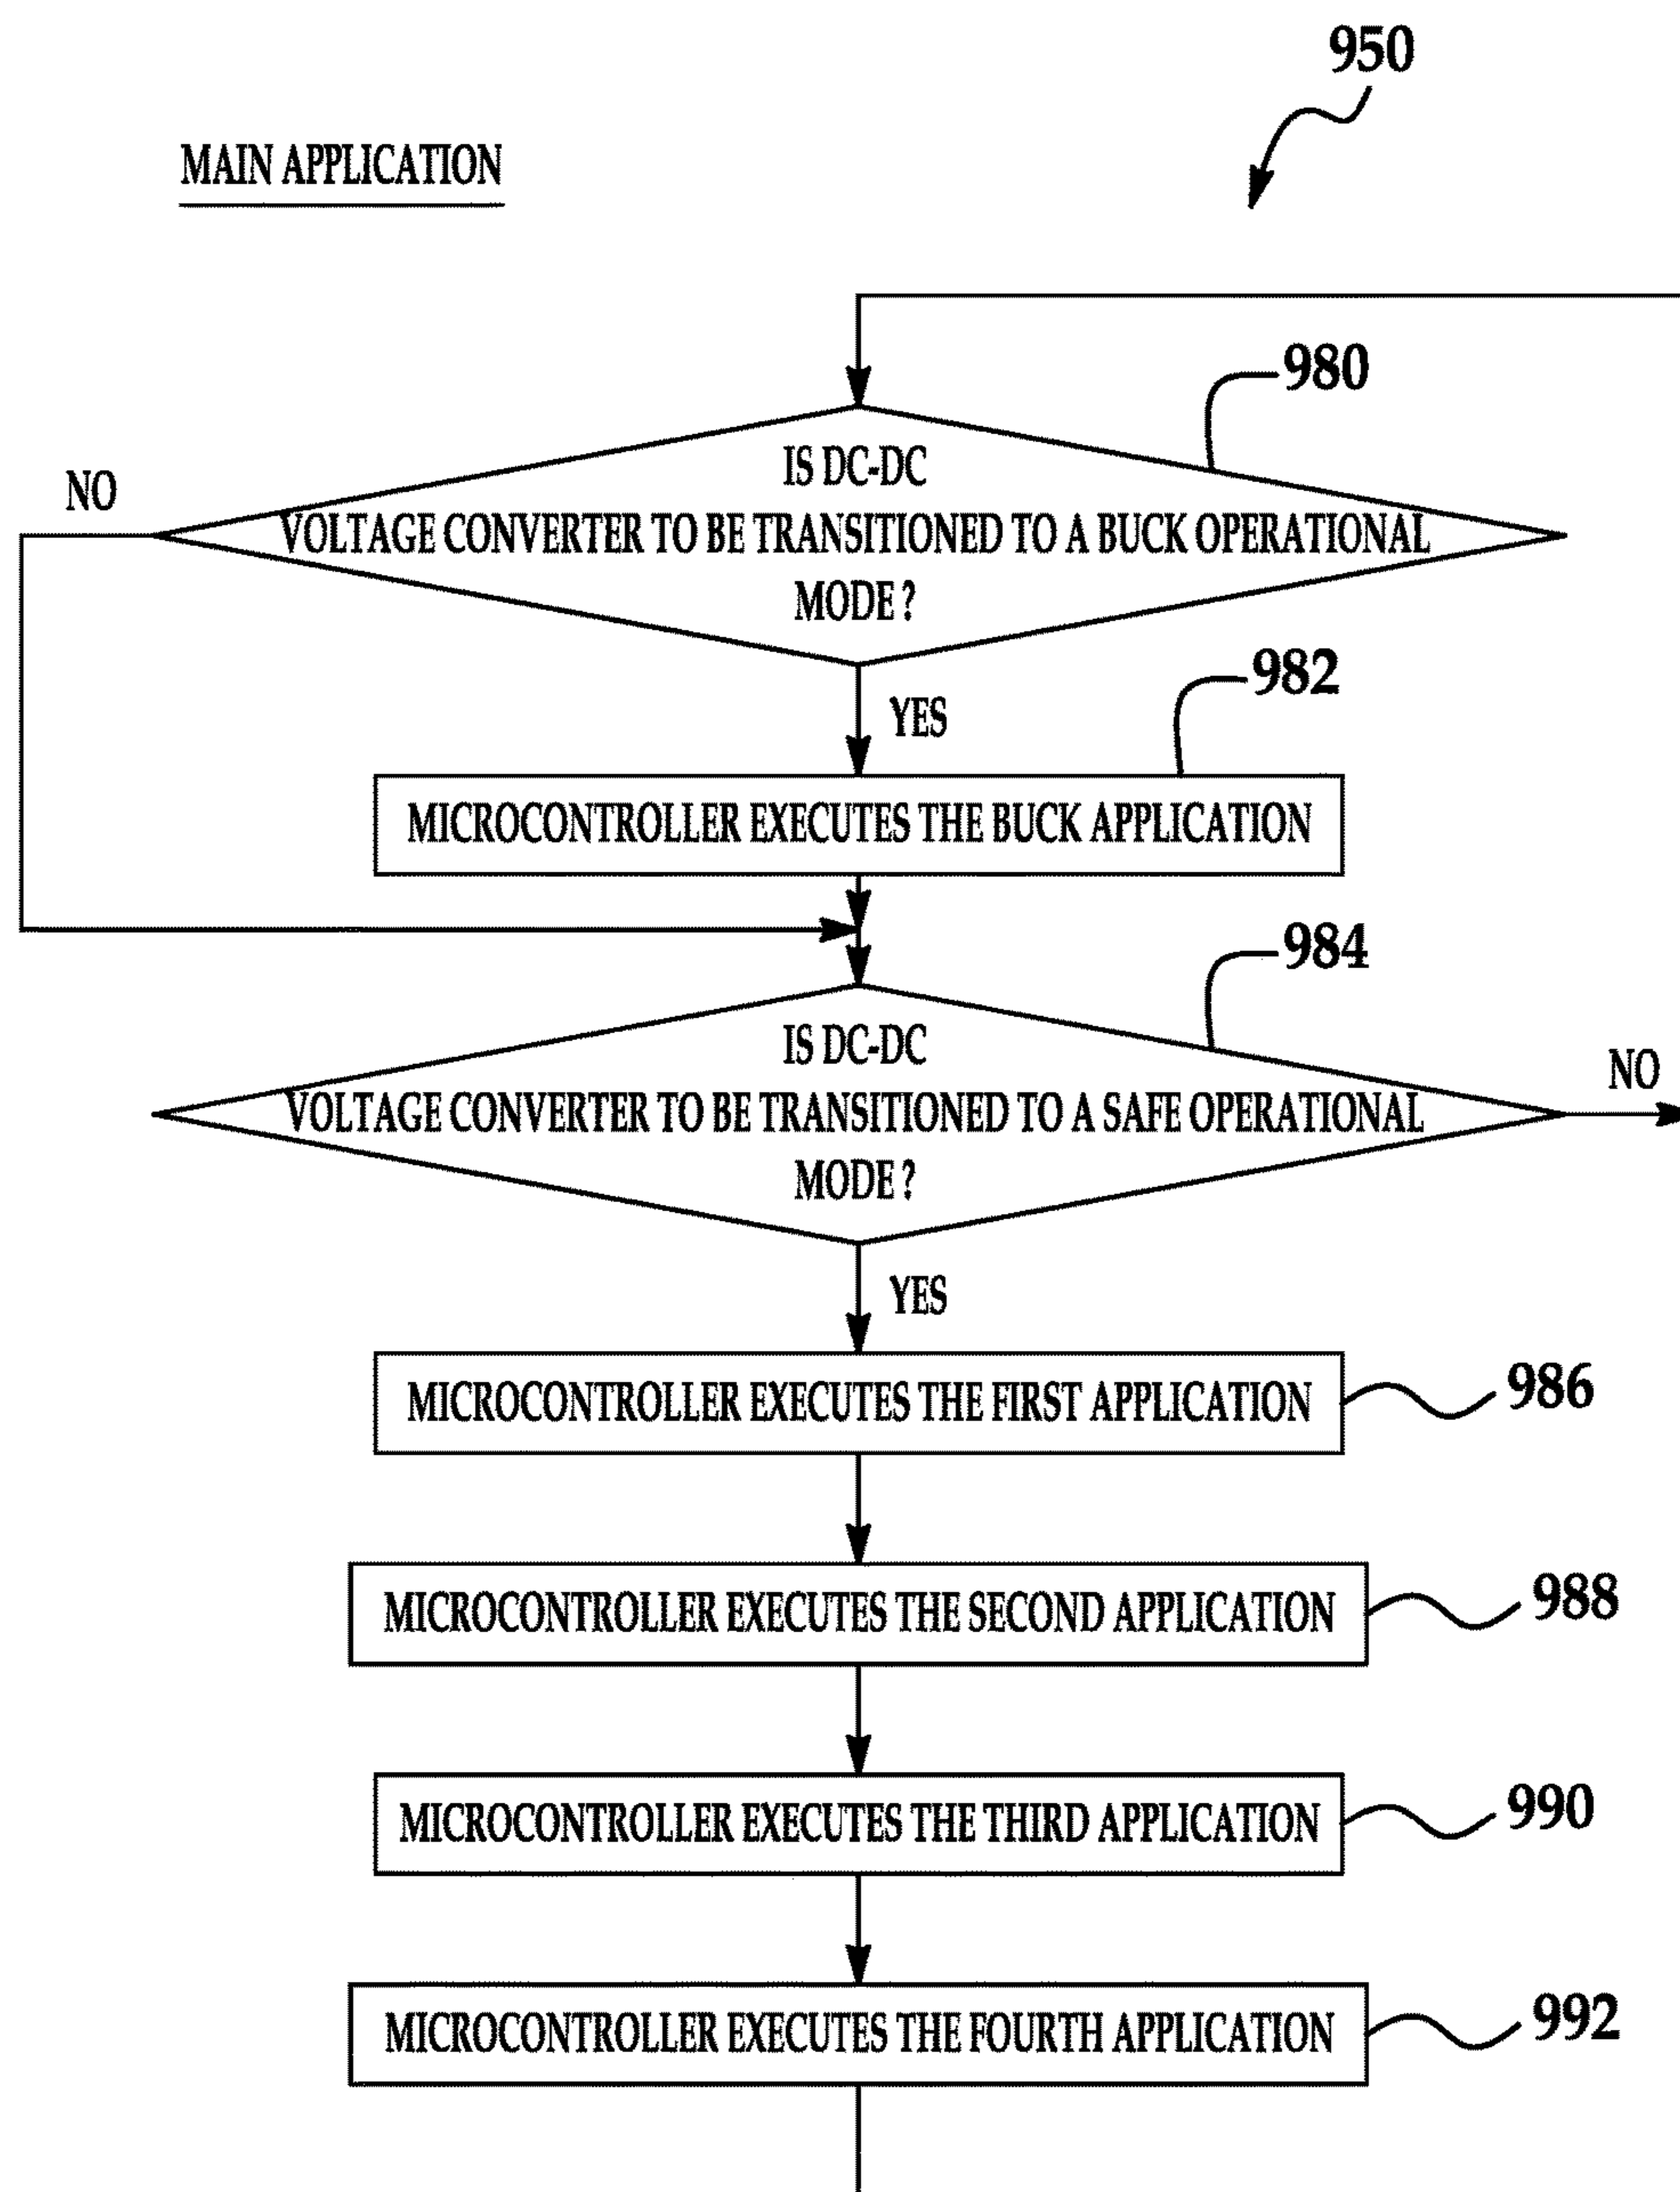 950
MAIN APPLICATION
980
IS DC-DC
NO
VOLTAGE CONVERTER TO BE TRANSITIONED TO A BUCK OPERATIONAL
MODE ?
982
YES
MICROCONTROLLER EXECUTES THE BUCK APPLICATION
984
IS DC-DC
NO
VOLTAGE CONVERTER TO BE TRANSITIONED TO A SAFE OPERATIONAL
MODE ?
YES
MICROCONTROLLER EXECUTES THE FIRST APPLICATION
986
MICROCONTROLLER EXECUTES THE SECOND APPLICATION
988
MICROCONTROLLER EXECUTES THE THIRD APPLICATION
990
MICROCONTROLLER EXECUTES THE FOURTH APPLICATION
992